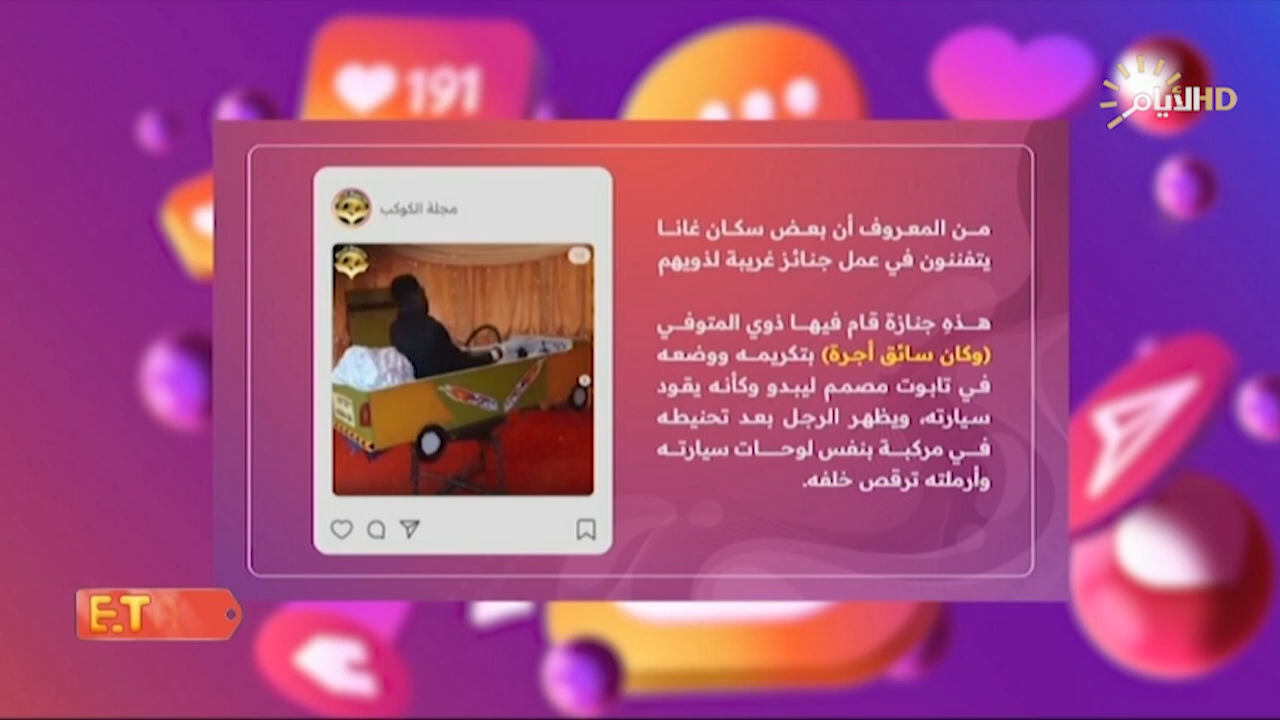 191
الأيام HD
مجلة الكوكب
من المعروف أن بعض سكان غانا
يتفننون في عمل جنائز غريبة لذويهم
هذهِ جنازة قام فيها ذوي المتوفي
(وكان سائق أجرة) بتكريمه ووضعه
في تابوت مصمم ليبدو وكأنه يقود
سيارته، ويظهر الرجل بعد تحنيطه
في مركبة بنفس لوحات سيارته
وأرملته ترقص خلفه.
E.T